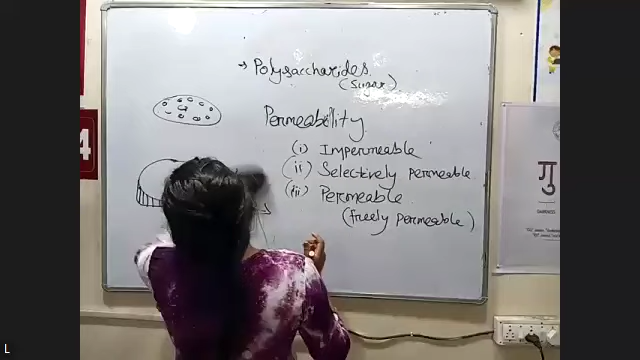 → Polysaccharides
(Sugar)
Permeability
(i) Impermeable
(ii) Selectively permeable
(iii) Permeable
(freely permeable)
4
गु
L